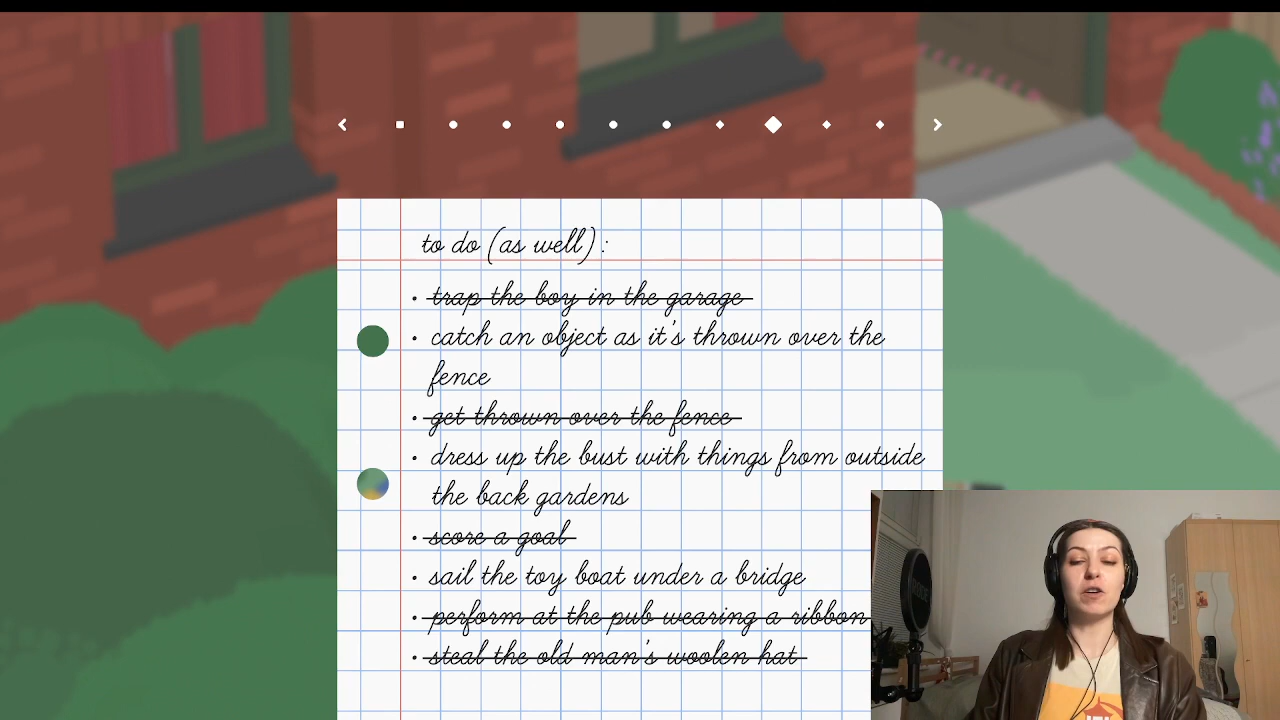 to do (as well):
• trap the boy in the garage
• catch an object as it's thrown over the
fence
• get thrown over the fence
• dress up the bust with things from outside
the back gardens
• score a goal
• sail the toy boat under a bridge
• perform at the pub wearing a ribbon
• steal the old man's woolen hat